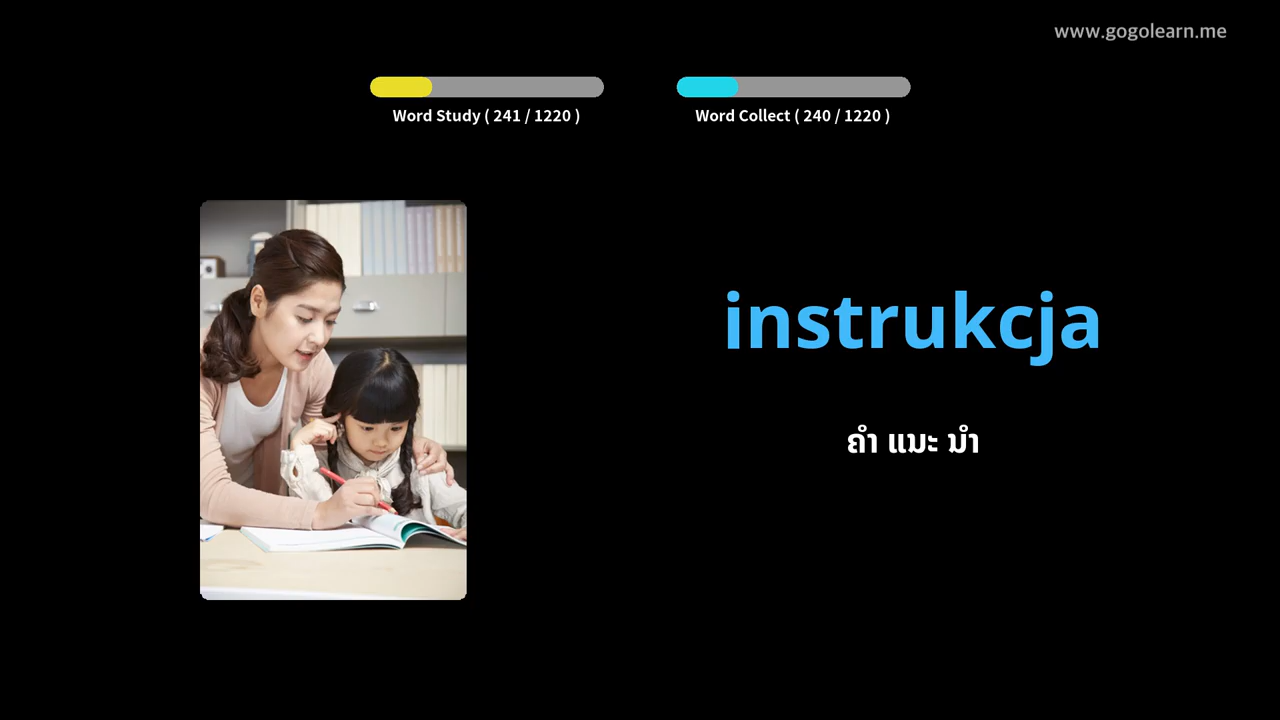 www.gogolearn.me
Word Study ( 241 / 1220 )
Word Collect ( 240 / 1220 )
instrukcja
ຄຳ ແນະ ນຳ